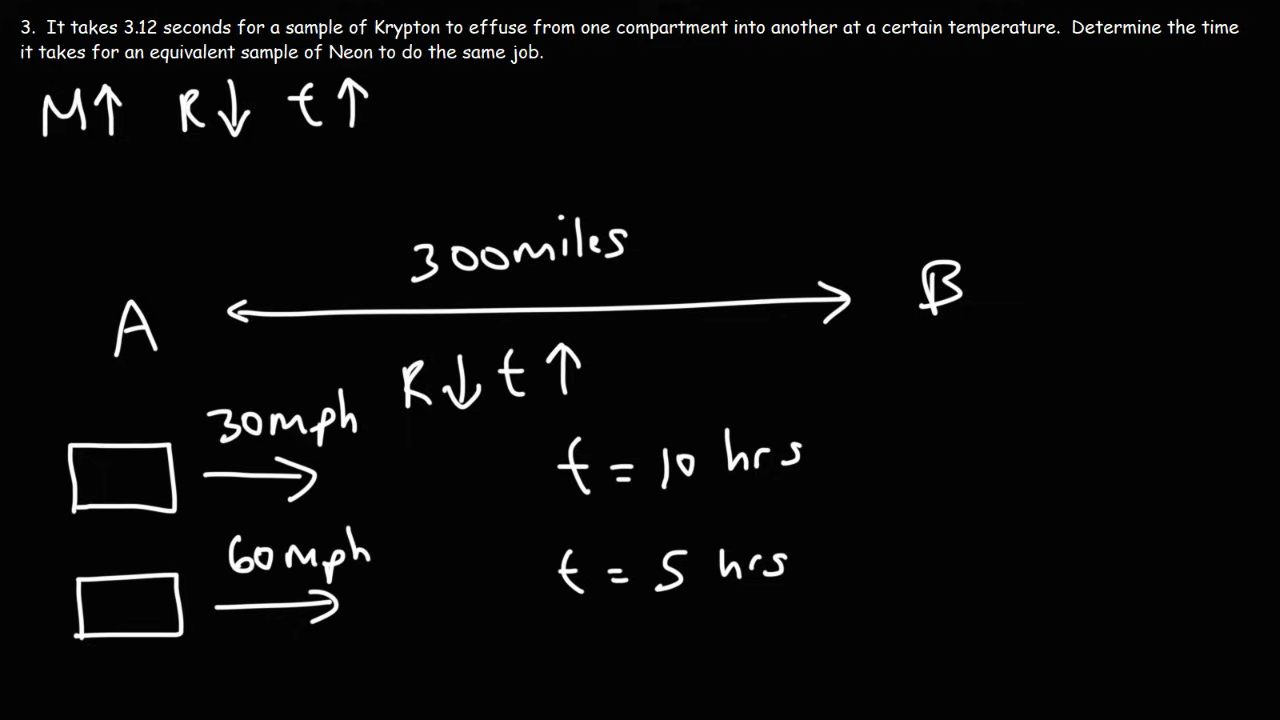 3. It takes 3.12 seconds for a sample of Krypton to effuse from one compartment into another at a certain temperature. Determine the time
it takes for an equivalent sample of Neon to do the same job.
M↑ R↓ t↑
300miles
A B
R↓ t↑
30mph
t = 10 hrs
60mph
t = 5 hrs